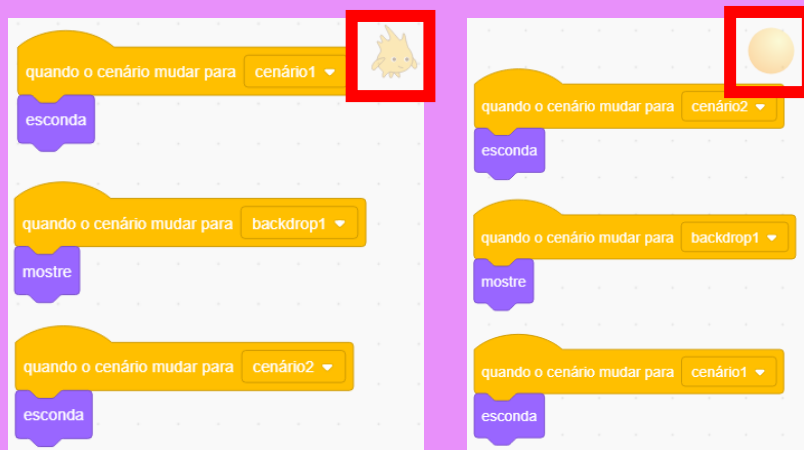 quando o cenário mudar para cenário1
esconda
quando o cenário mudar para backdrop1
mostre
quando o cenário mudar para cenário2
esconda
quando o cenário mudar para cenário2
esconda
quando o cenário mudar para backdrop1
mostre
quando o cenário mudar para cenário1
esconda